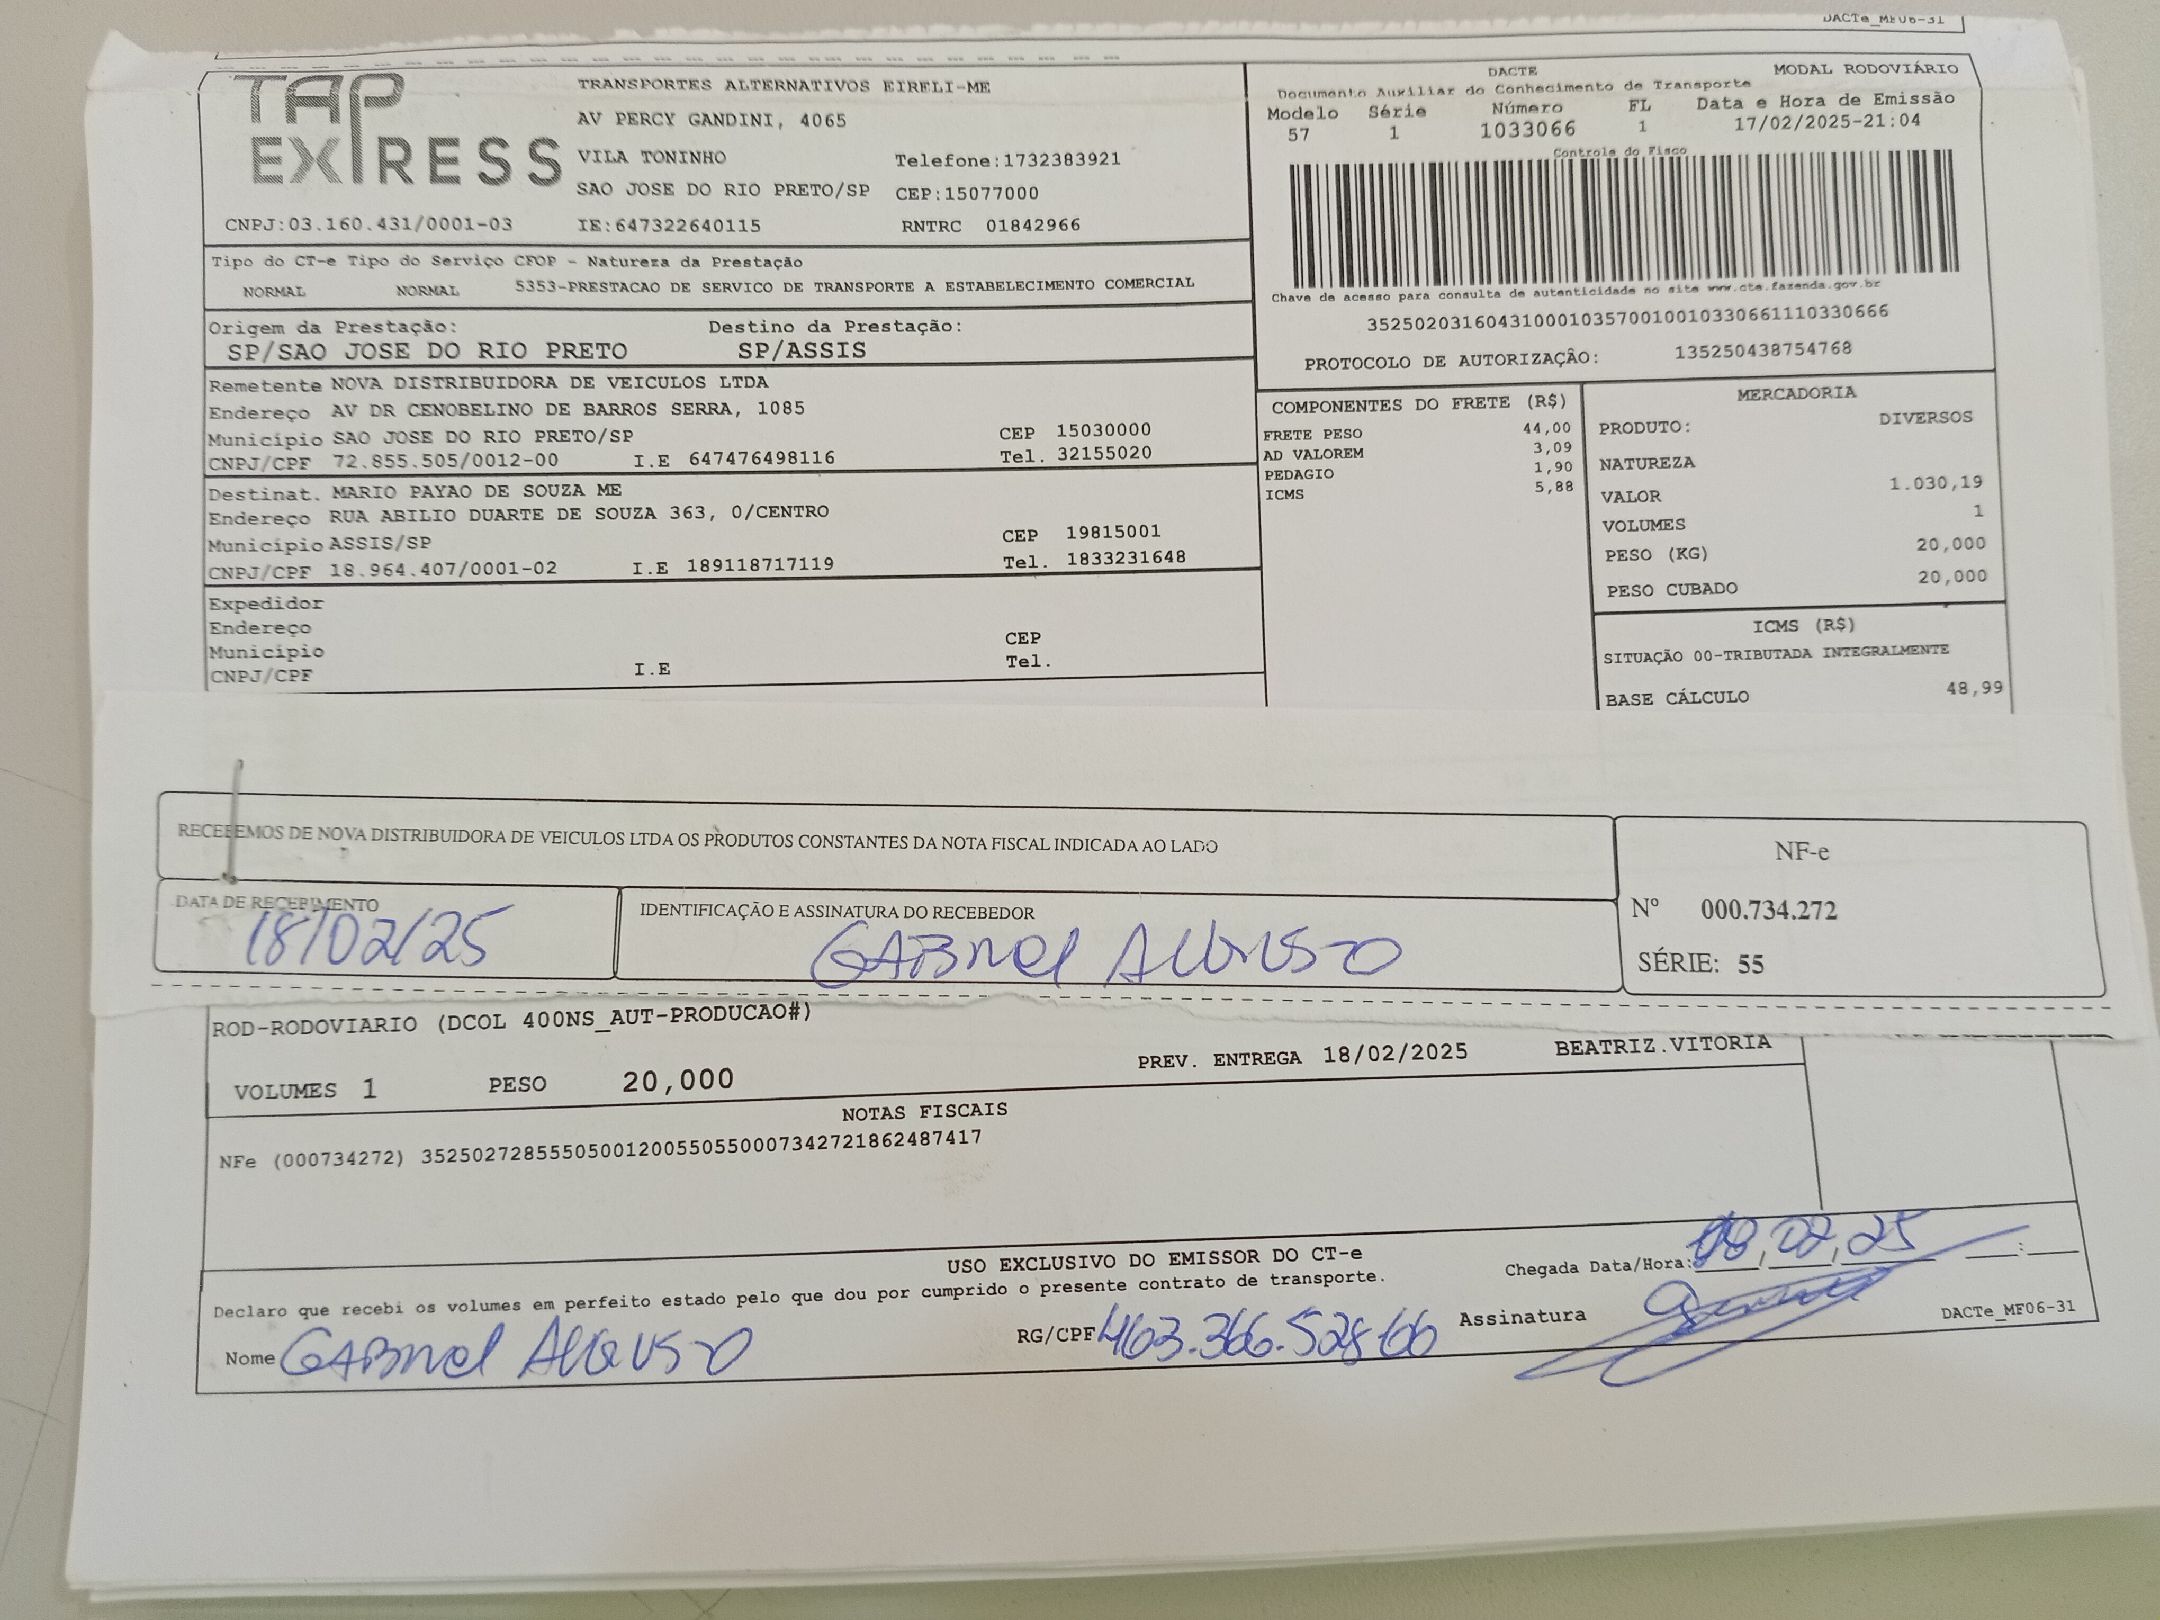 DACTe_MF06-31
TAP EXPRESS
TRANSPORTES ALTERNATIVOS EIRELI-ME
AV PERCY GANDINI, 4065
VILA TONINHO Telefone:1732383921
SAO JOSE DO RIO PRETO/SP CEP:15077000
CNPJ:03.160.431/0001-03 IE:647322640115 RNTRC 01842966
DACTE MODAL RODOVIÁRIO
Documento Auxiliar do Conhecimento de Transporte
Modelo Série Número FL Data e Hora de Emissão
57 1 1033066 1 17/02/2025-21:04
Controle do Fisco
Chave de acesso para consulta de autenticidade no site www.cte.fazenda.gov.br
35250203160431000103570010010330661110330666
PROTOCOLO DE AUTORIZAÇÃO: 135250438754768
Tipo do CT-e Tipo do Serviço CFOP - Natureza da Prestação
NORMAL NORMAL 5353-PRESTACAO DE SERVICO DE TRANSPORTE A ESTABELECIMENTO COMERCIAL
Origem da Prestação: Destino da Prestação:
SP/SAO JOSE DO RIO PRETO SP/ASSIS
Remetente NOVA DISTRIBUIDORA DE VEICULOS LTDA
Endereço AV DR CENOBELINO DE BARROS SERRA, 1085
Município SAO JOSE DO RIO PRETO/SP CEP 15030000
CNPJ/CPF 72.855.505/0012-00 I.E 647476498116 Tel. 32155020
Destinat. MARIO PAYAO DE SOUZA ME
Endereço RUA ABILIO DUARTE DE SOUZA 363, 0/CENTRO
Município ASSIS/SP CEP 19815001
CNPJ/CPF 18.964.407/0001-02 I.E 189118717119 Tel. 1833231648
Expedidor
Endereço
Município CEP
CNPJ/CPF I.E Tel.
COMPONENTES DO FRETE (R$)
FRETE PESO 44,00
AD VALOREM 3,09
PEDAGIO 1,90
ICMS 5,88
MERCADORIA
PRODUTO: DIVERSOS
NATUREZA
VALOR 1.030,19
VOLUMES 1
PESO (KG) 20,000
PESO CUBADO 20,000
ICMS (R$)
SITUAÇÃO 00-TRIBUTADA INTEGRALMENTE
BASE CÁLCULO 48,99
RECEBEMOS DE NOVA DISTRIBUIDORA DE VEICULOS LTDA OS PRODUTOS CONSTANTES DA NOTA FISCAL INDICADA AO LADO
DATA DE RECEBIMENTO
18/02/25
IDENTIFICAÇÃO E ASSINATURA DO RECEBEDOR
GABRIEL Alonso
NF-e
Nº 000.734.272
SÉRIE: 55
ROD-RODOVIARIO (DCOL 400NS_AUT-PRODUCAO#)
PREV. ENTREGA 18/02/2025 BEATRIZ.VITORIA
VOLUMES 1 PESO 20,000
NOTAS FISCAIS
NFe (000734272) 35250272855505001200550550007342721862487417
USO EXCLUSIVO DO EMISSOR DO CT-e
Declaro que recebi os volumes em perfeito estado pelo que dou por cumprido o presente contrato de transporte.
Chegada Data/Hora: 18/02/25 :
Nome GABRIEL Alonso RG/CPF 463.366.528-66 Assinatura
DACTe_MF06-31